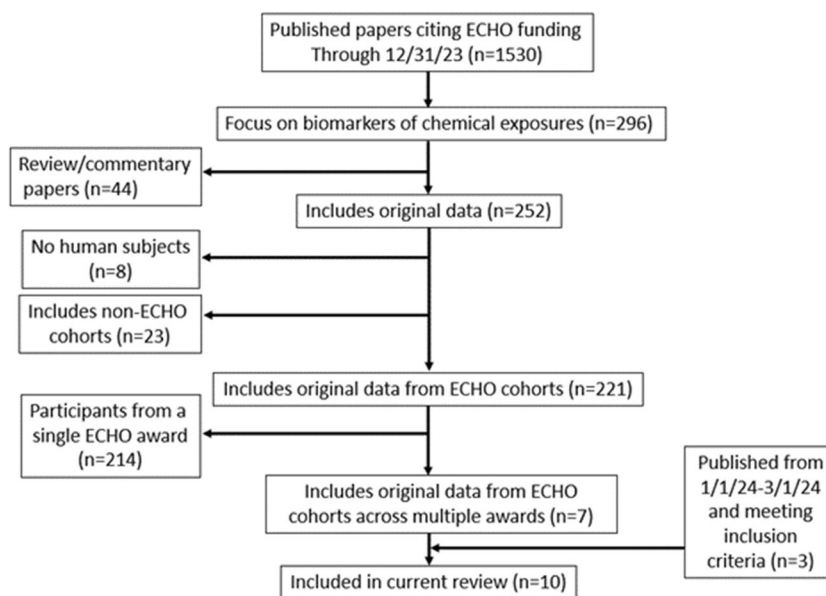 Published papers citing ECHO funding
Through 12/31/23 (n=1530)
Focus on biomarkers of chemical exposures (n=296)
Review/commentary
papers (n=44)
Includes original data (n=252)
No human subjects
(n=8)
Includes non-ECHO
cohorts (n=23)
Includes original data from ECHO cohorts (n=221)
Participants from a
single ECHO award
(n=214)
Includes original data from ECHO
cohorts across multiple awards (n=7)
Published from
1/1/24-3/1/24
and meeting
inclusion
criteria (n=3)
Included in current review (n=10)